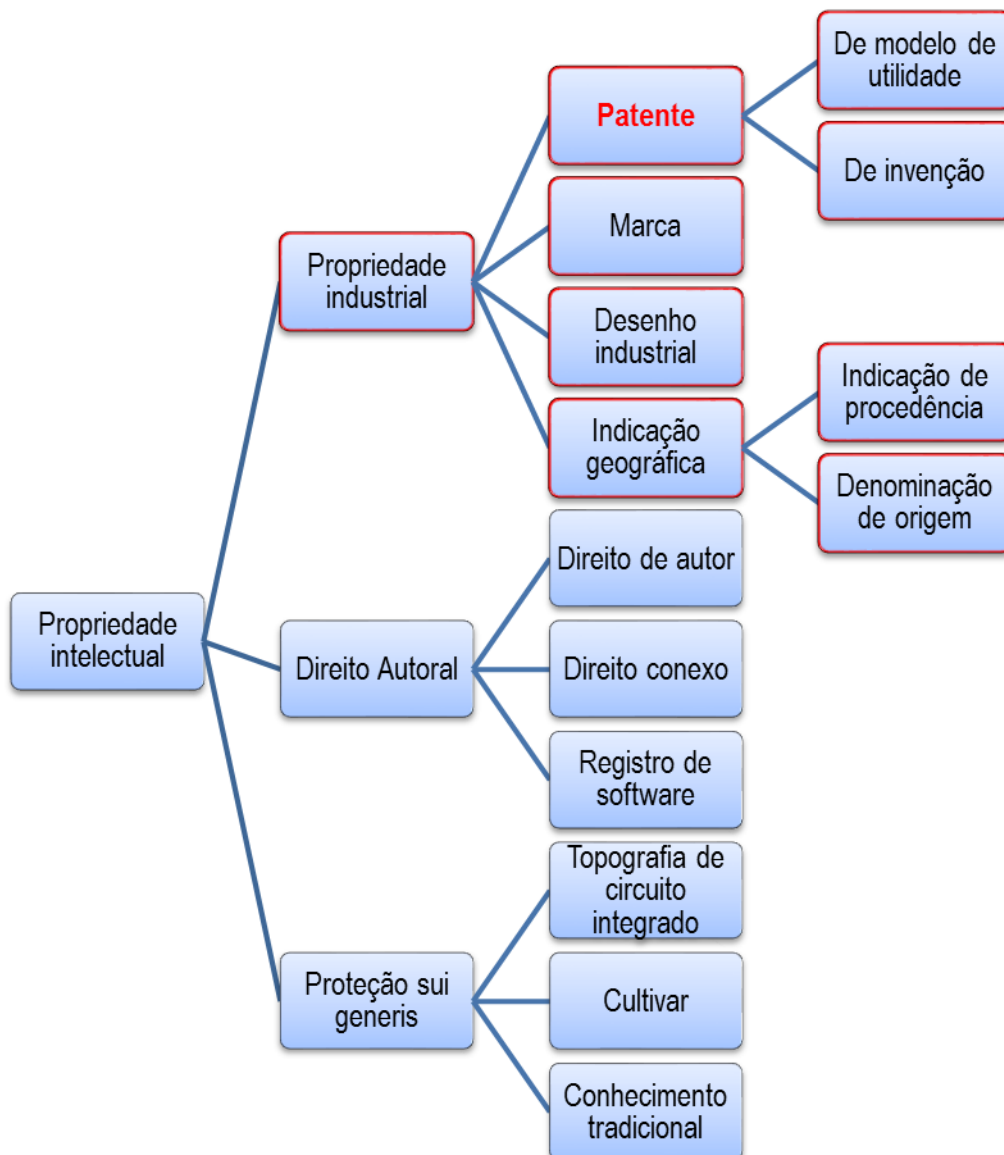 De modelo de
utilidade
Patente
De invenção
Marca
Propriedade
industrial
Desenho
industrial
Indicação de
procedência
Indicação
geográfica
Denominação
de origem
Direito de autor
Propriedade
intelectual
Direito Autoral
Direito conexo
Registro de
software
Topografia de
circuito
integrado
Proteção sui
generis
Cultivar
Conhecimento
tradicional